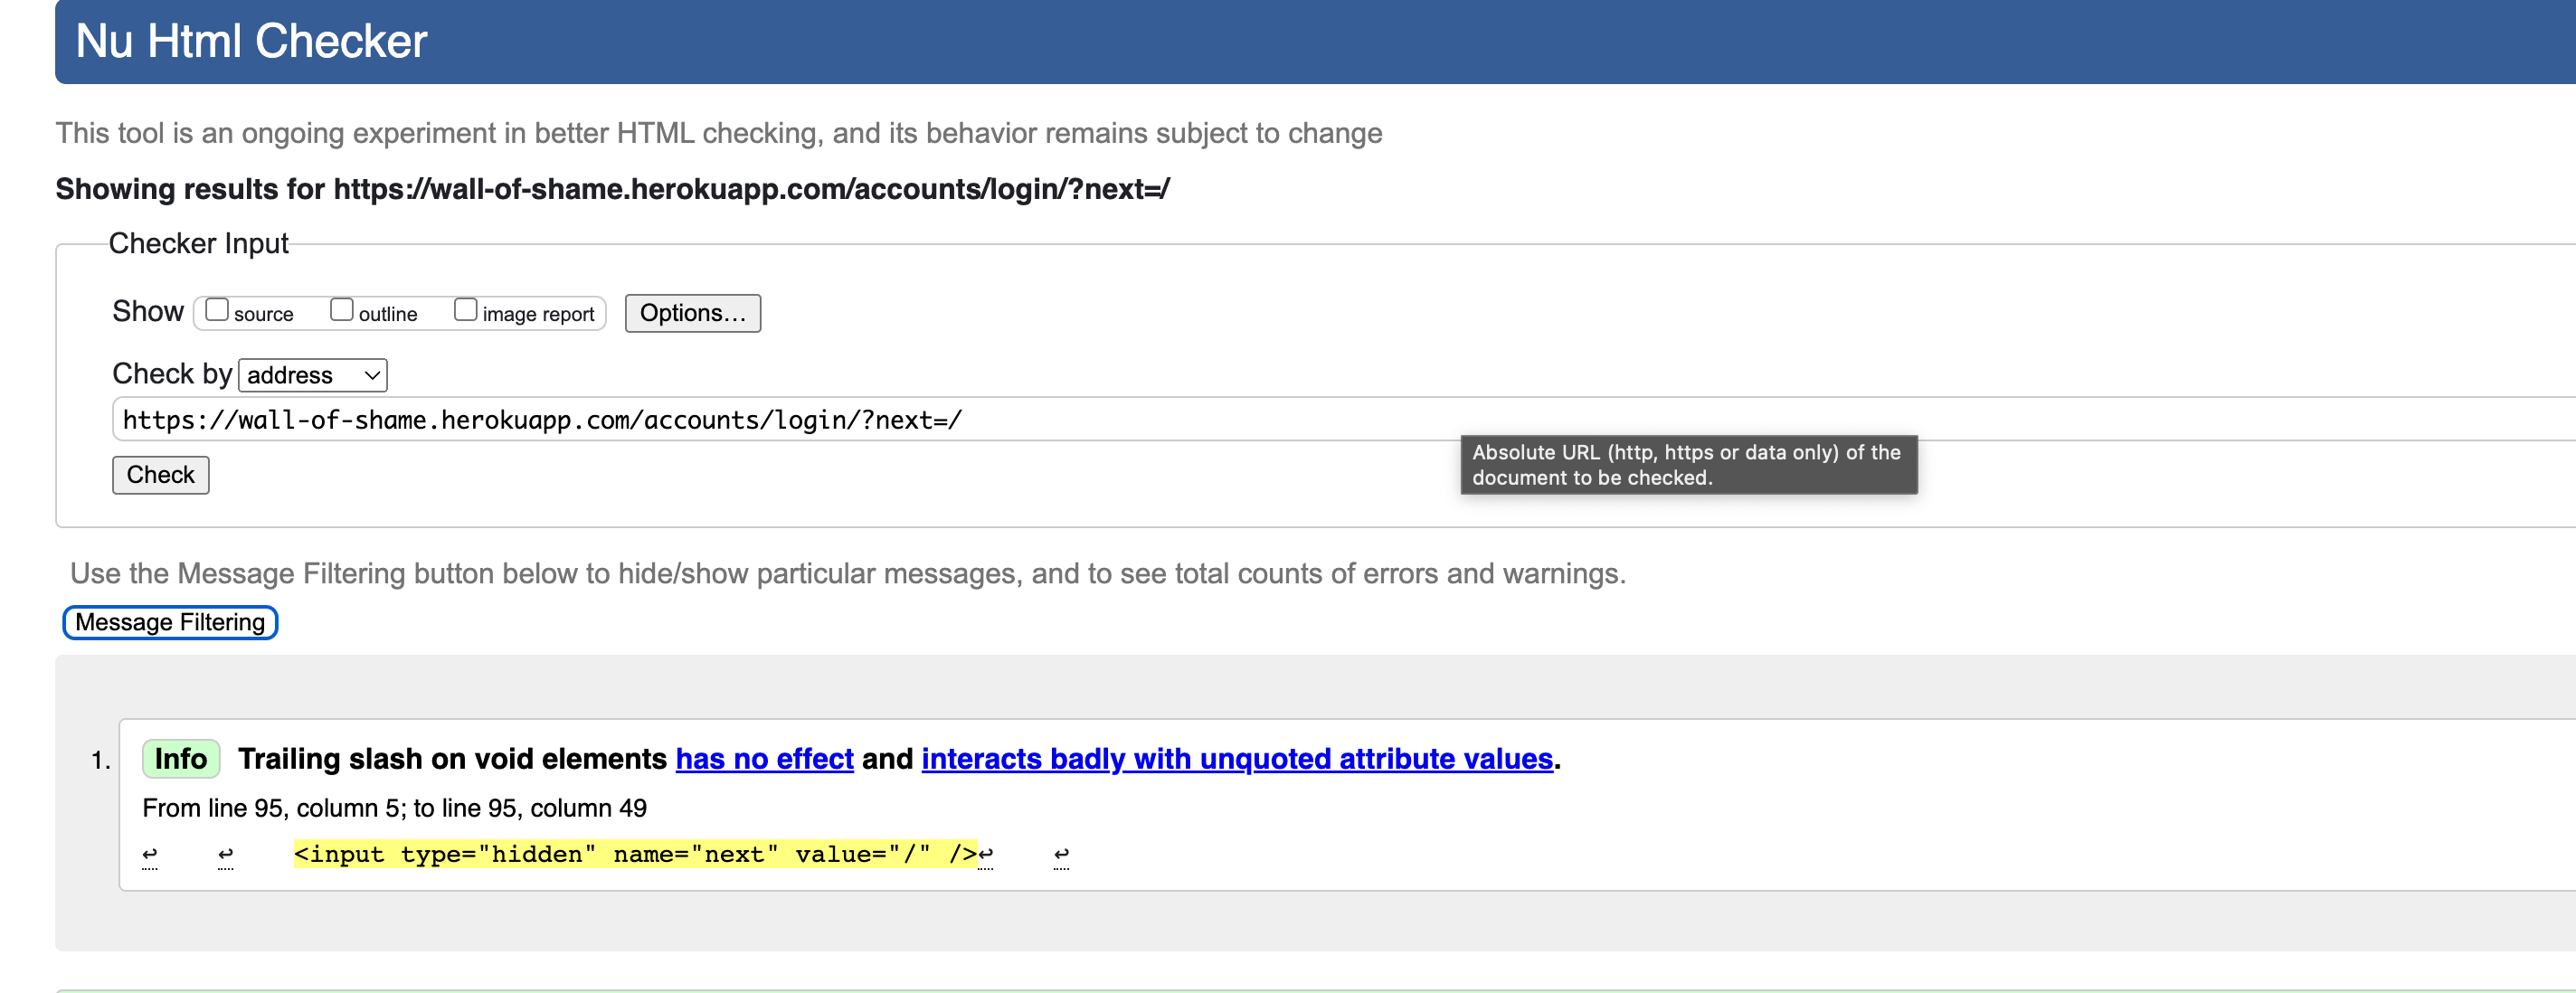 Nu Html Checker
This tool is an ongoing experiment in better HTML checking, and its behavior remains subject to change
Showing results for https://wall-of-shame.herokuapp.com/accounts/login/?next=/
Checker Input
Show source outline image report Options...
Check by address
https://wall-of-shame.herokuapp.com/accounts/login/?next=/
Absolute URL (http, https or data only) of the
document to be checked.
Check
Use the Message Filtering button below to hide/show particular messages, and to see total counts of errors and warnings.
Message Filtering
1. Info Trailing slash on void elements has no effect and interacts badly with unquoted attribute values.
From line 95, column 5; to line 95, column 49
↩ ↩ <input type="hidden" name="next" value="/" />↩ ↩